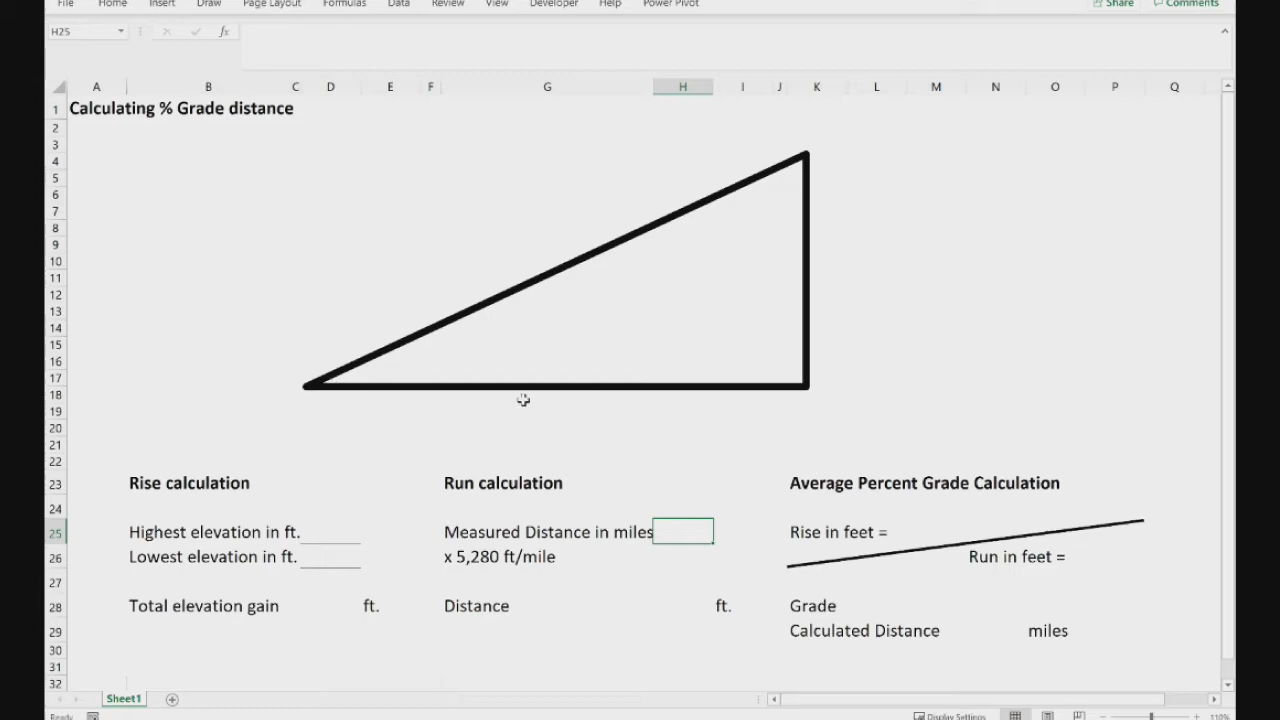 File Home Insert Draw Page Layout Formulas Data Review View Developer Help Power Pivot Share Comments
H25 fx
A B C D E F G H I J K L M N O P Q
1 Calculating % Grade distance
2
3
4
5
6
7
8
9
10
11
12
13
14
15
16
17
18
19
20
21
22
23 Rise calculation Run calculation Average Percent Grade Calculation
24
25 Highest elevation in ft. Measured Distance in miles Rise in feet =
26 Lowest elevation in ft. x 5,280 ft/mile Run in feet =
27
28 Total elevation gain ft. Distance ft. Grade
29 Calculated Distance miles
30
31
32
Sheet1
Ready Display Settings 110%